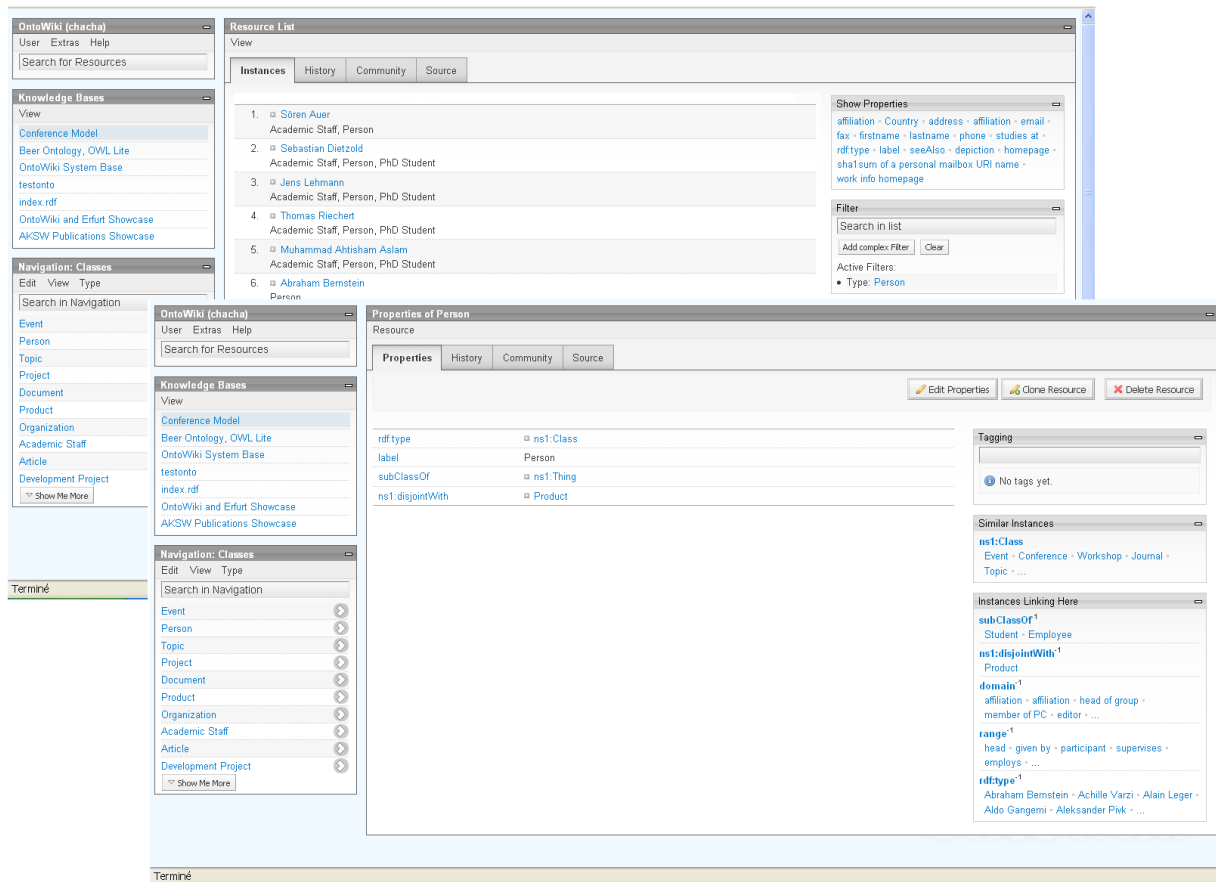 OntoWiki (chacha)
User Extras Help
Search for Resources
Knowledge Bases
View
Conference Model
Beer Ontology, OWL Lite
OntoWiki System Base
testonto
index.rdf
OntoWiki and Erfurt Showcase
AKSW Publications Showcase
Navigation: Classes
Edit View Type
Search in Navigation
Event
Person
Topic
Project
Document
Product
Organization
Academic Staff
Article
Development Project
Show Me More
Terminé
Resource List
View
Instances History Community Source
1. Sören Auer
Academic Staff, Person
2. Sebastian Dietzold
Academic Staff, Person, PhD Student
3. Jens Lehmann
Academic Staff, Person, PhD Student
4. Thomas Riechert
Academic Staff, Person, PhD Student
5. Muhammad Ahtisham Aslam
Academic Staff, Person, PhD Student
6. Abraham Bernstein
Person
Show Properties
affiliation • Country • address • affiliation • email •
fax • firstname • lastname • phone • studies at •
rdf:type • label • seeAlso • depiction • homepage •
sha1sum of a personal mailbox URI name •
work info homepage
Filter
Search in list
Add complex Filter Clear
Active Filters:
• Type: Person
OntoWiki (chacha)
User Extras Help
Search for Resources
Knowledge Bases
View
Conference Model
Beer Ontology, OWL Lite
OntoWiki System Base
testonto
index.rdf
OntoWiki and Erfurt Showcase
AKSW Publications Showcase
Navigation: Classes
Edit View Type
Search in Navigation
Event
Person
Topic
Project
Document
Product
Organization
Academic Staff
Article
Development Project
Show Me More
Properties of Person
Resource
Properties History Community Source
Edit Properties Clone Resource Delete Resource
rdf:type ns1:Class
label Person
subClassOf ns1:Thing
ns1:disjointWith Product
Tagging
No tags yet.
Similar Instances
ns1:Class
Event • Conference • Workshop • Journal •
Topic • ...
Instances Linking Here
subClassOf-1
Student • Employee
ns1:disjointWith-1
Product
domain-1
affiliation • affiliation • head of group •
member of PC • editor • ...
range-1
head • given by • participant • supervises •
employs • ...
rdf:type-1
Abraham Bernstein • Achille Varzi • Alain Leger •
Aldo Gangemi • Aleksander Pivk • ...
Terminé